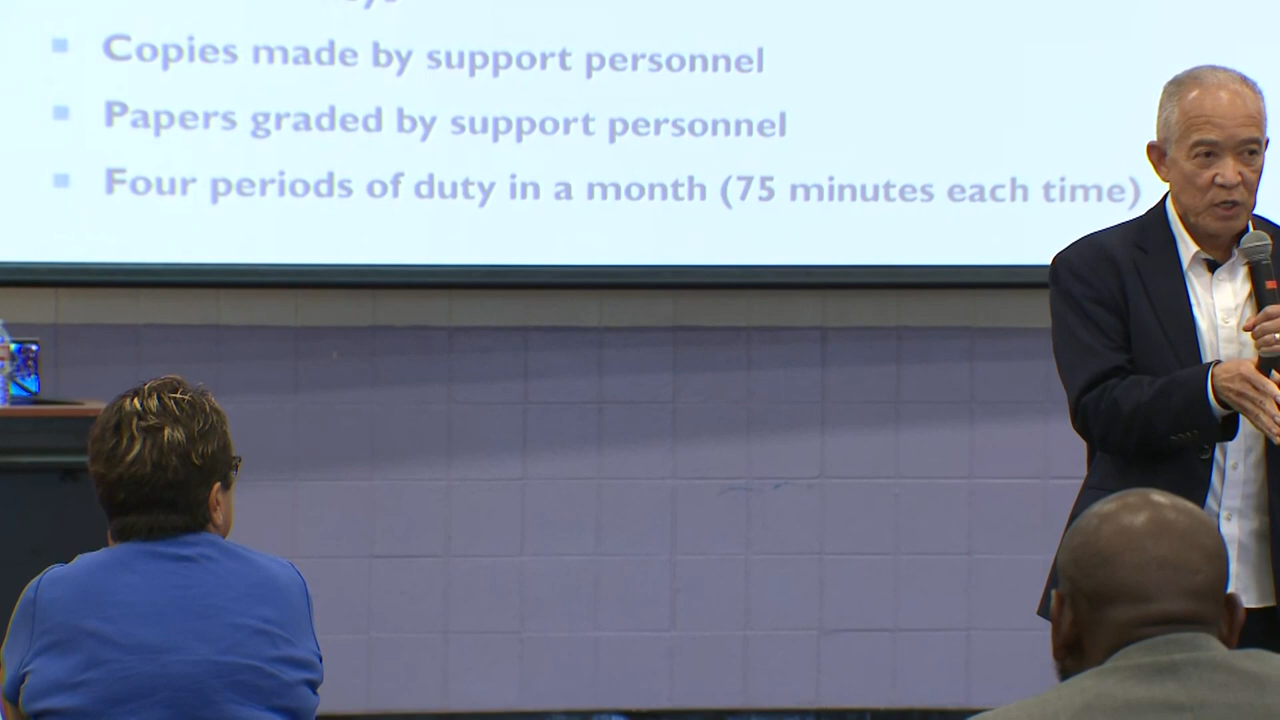 Copies made by support personnel
Papers graded by support personnel
Four periods of duty in a month (75 minutes each time)